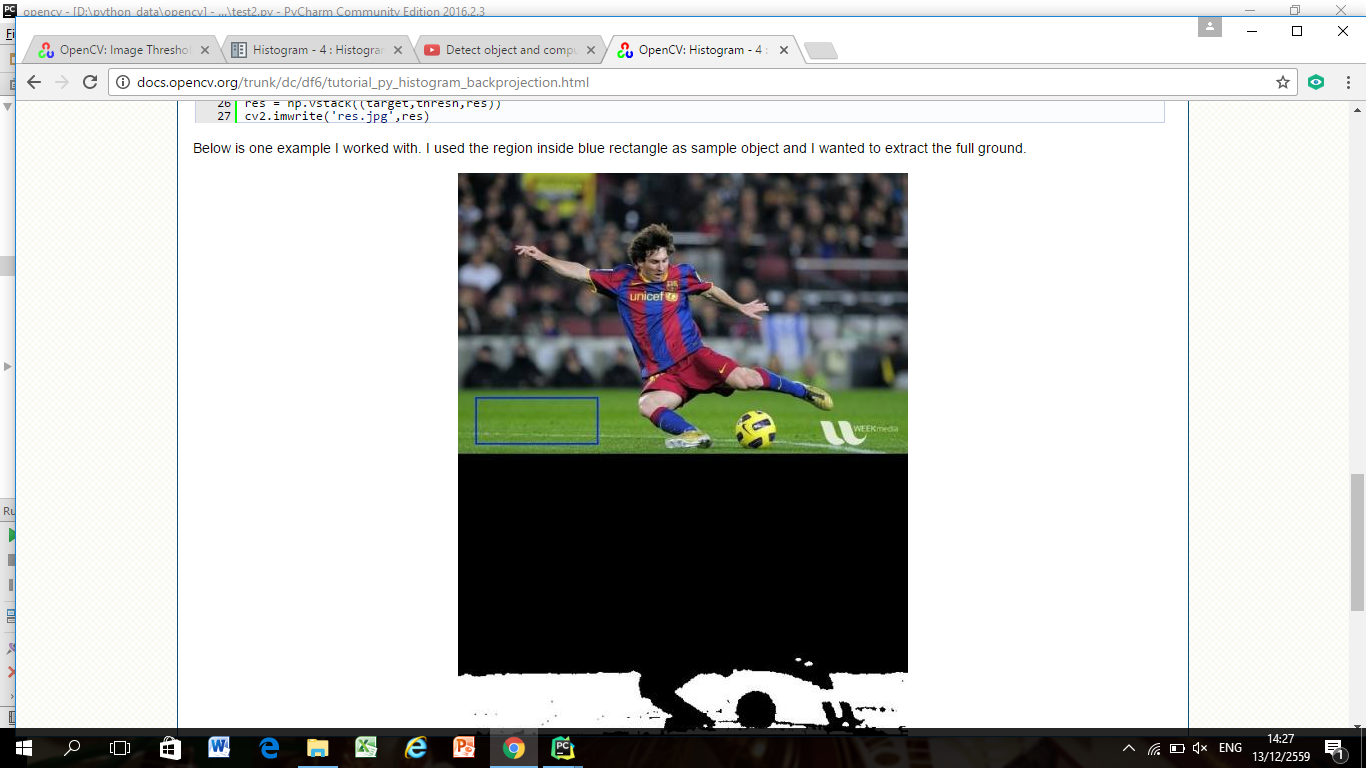 opencv - [D:\python_data\opencv] - ...\test2.py - PyCharm Community Edition 2016.2.3
OpenCV: Image Thresho
Histogram - 4 : Histogra
Detect object and compu
OpenCV: Histogram - 4 :
docs.opencv.org/trunk/dc/df6/tutorial_py_histogram_backprojection.html
26 res = np.vstack((target,thresh,res))
27 cv2.imwrite('res.jpg',res)
Below is one example I worked with. I used the region inside blue rectangle as sample object and I wanted to extract the full ground.
unicef
WEEKmedia
Ru
ENG
14:27
13/12/2559
1